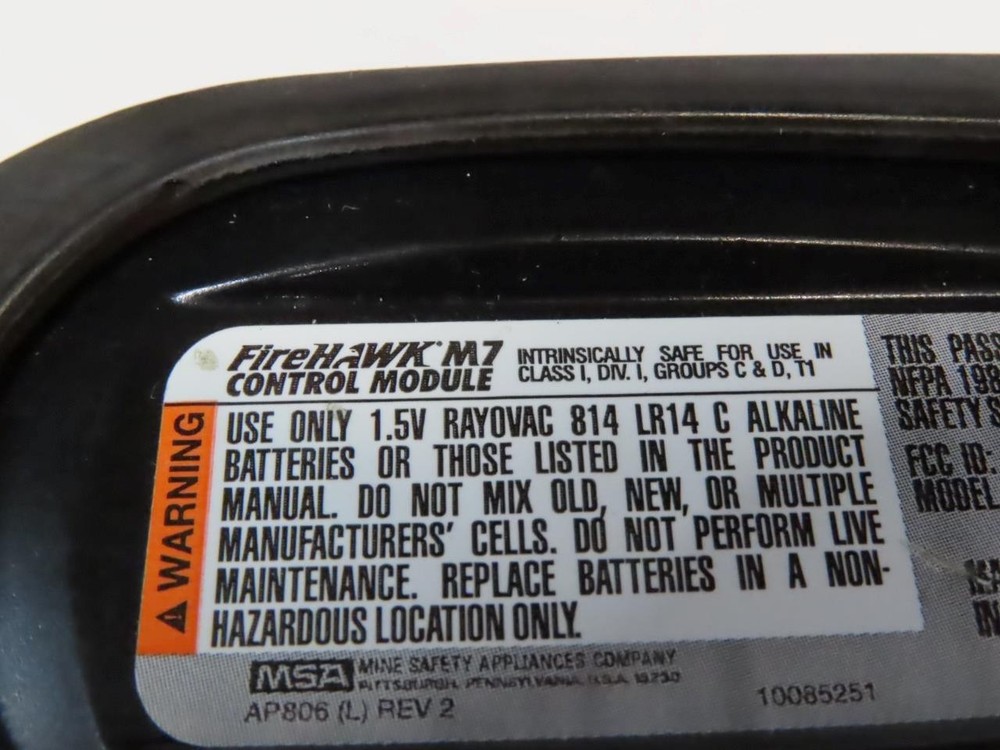 FireHAWK® M7
CONTROL MODULE
INTRINSICALLY SAFE FOR USE IN
CLASS I, DIV. I, GROUPS C & D, T1
⚠ WARNING
USE ONLY 1.5V RAYOVAC 814 LR14 C ALKALINE
BATTERIES OR THOSE LISTED IN THE PRODUCT
MANUAL. DO NOT MIX OLD, NEW, OR MULTIPLE
MANUFACTURERS' CELLS. DO NOT PERFORM LIVE
MAINTENANCE. REPLACE BATTERIES IN A NON-
HAZARDOUS LOCATION ONLY.
MSA
MINE SAFETY APPLIANCES COMPANY
PITTSBURGH, PENNSYLVANIA, U.S.A. 15230
AP806 (L) REV 2
10085251
THIS PASS
NFPA 198
SAFETY S
FCC ID:
MODEL